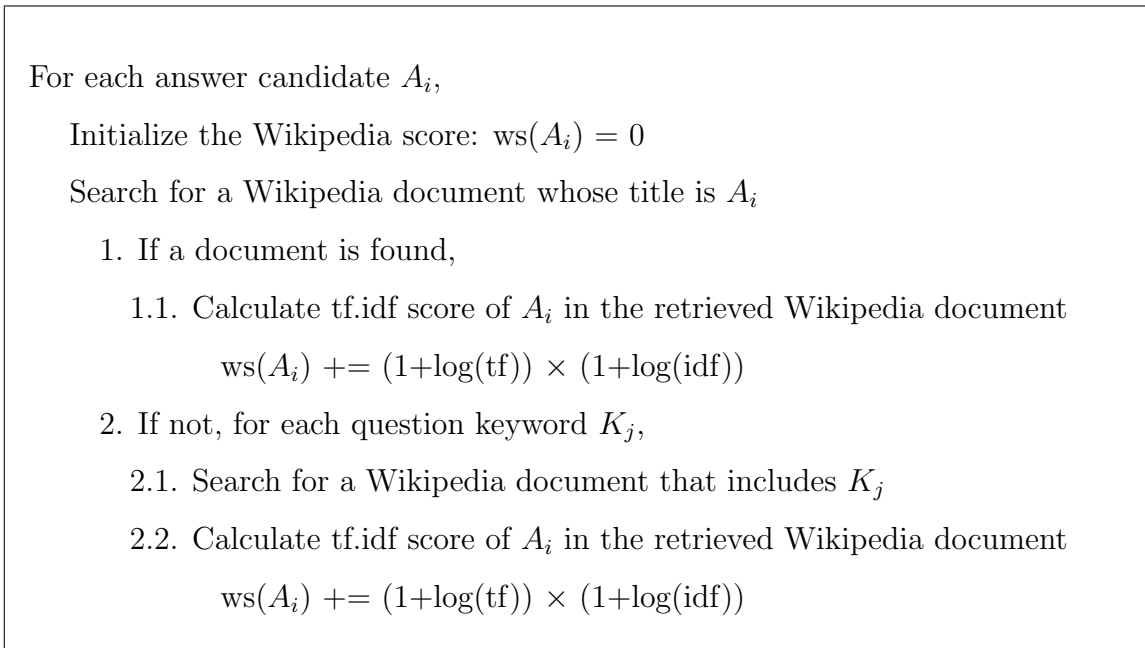 For each answer candidate A_i,
Initialize the Wikipedia score: ws(A_i) = 0
Search for a Wikipedia document whose title is A_i
1. If a document is found,
1.1. Calculate tf.idf score of A_i in the retrieved Wikipedia document
ws(A_i) += (1+log(tf)) × (1+log(idf))
2. If not, for each question keyword K_j,
2.1. Search for a Wikipedia document that includes K_j
2.2. Calculate tf.idf score of A_i in the retrieved Wikipedia document
ws(A_i) += (1+log(tf)) × (1+log(idf))